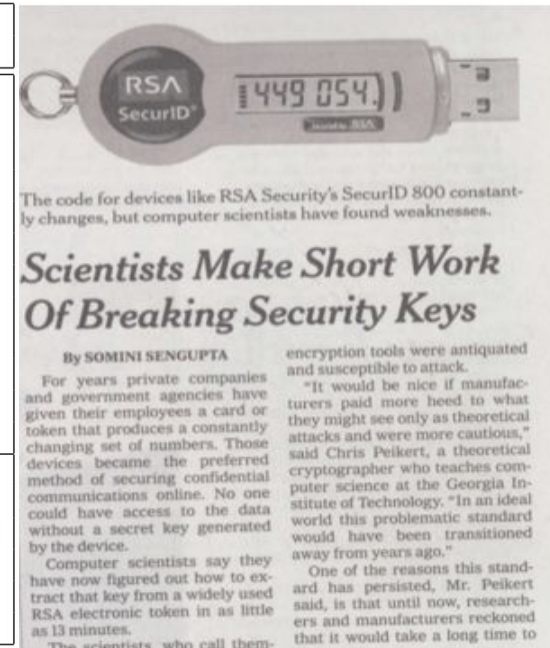 RSA
SecurID®
449 054
The code for devices like RSA Security's SecurID 800 constant-
ly changes, but computer scientists have found weaknesses.
Scientists Make Short Work
Of Breaking Security Keys
By SOMINI SENGUPTA
For years private companies
and government agencies have
given their employees a card or
token that produces a constantly
changing set of numbers. Those
devices became the preferred
method of securing confidential
communications online. No one
could have access to the data
without a secret key generated
by the device.
Computer scientists say they
have now figured out how to ex-
tract that key from a widely used
RSA electronic token in as little
as 13 minutes.
The scientists, who call them-
encryption tools were antiquated
and susceptible to attack.
"It would be nice if manufac-
turers paid more heed to what
they might see only as theoretical
attacks and were more cautious,"
said Chris Peikert, a theoretical
cryptographer who teaches com-
puter science at the Georgia In-
stitute of Technology. "In an ideal
world this problematic standard
would have been transitioned
away from years ago."
One of the reasons this stand-
ard has persisted, Mr. Peikert
said, is that until now, research-
ers and manufacturers reckoned
that it would take a long time to